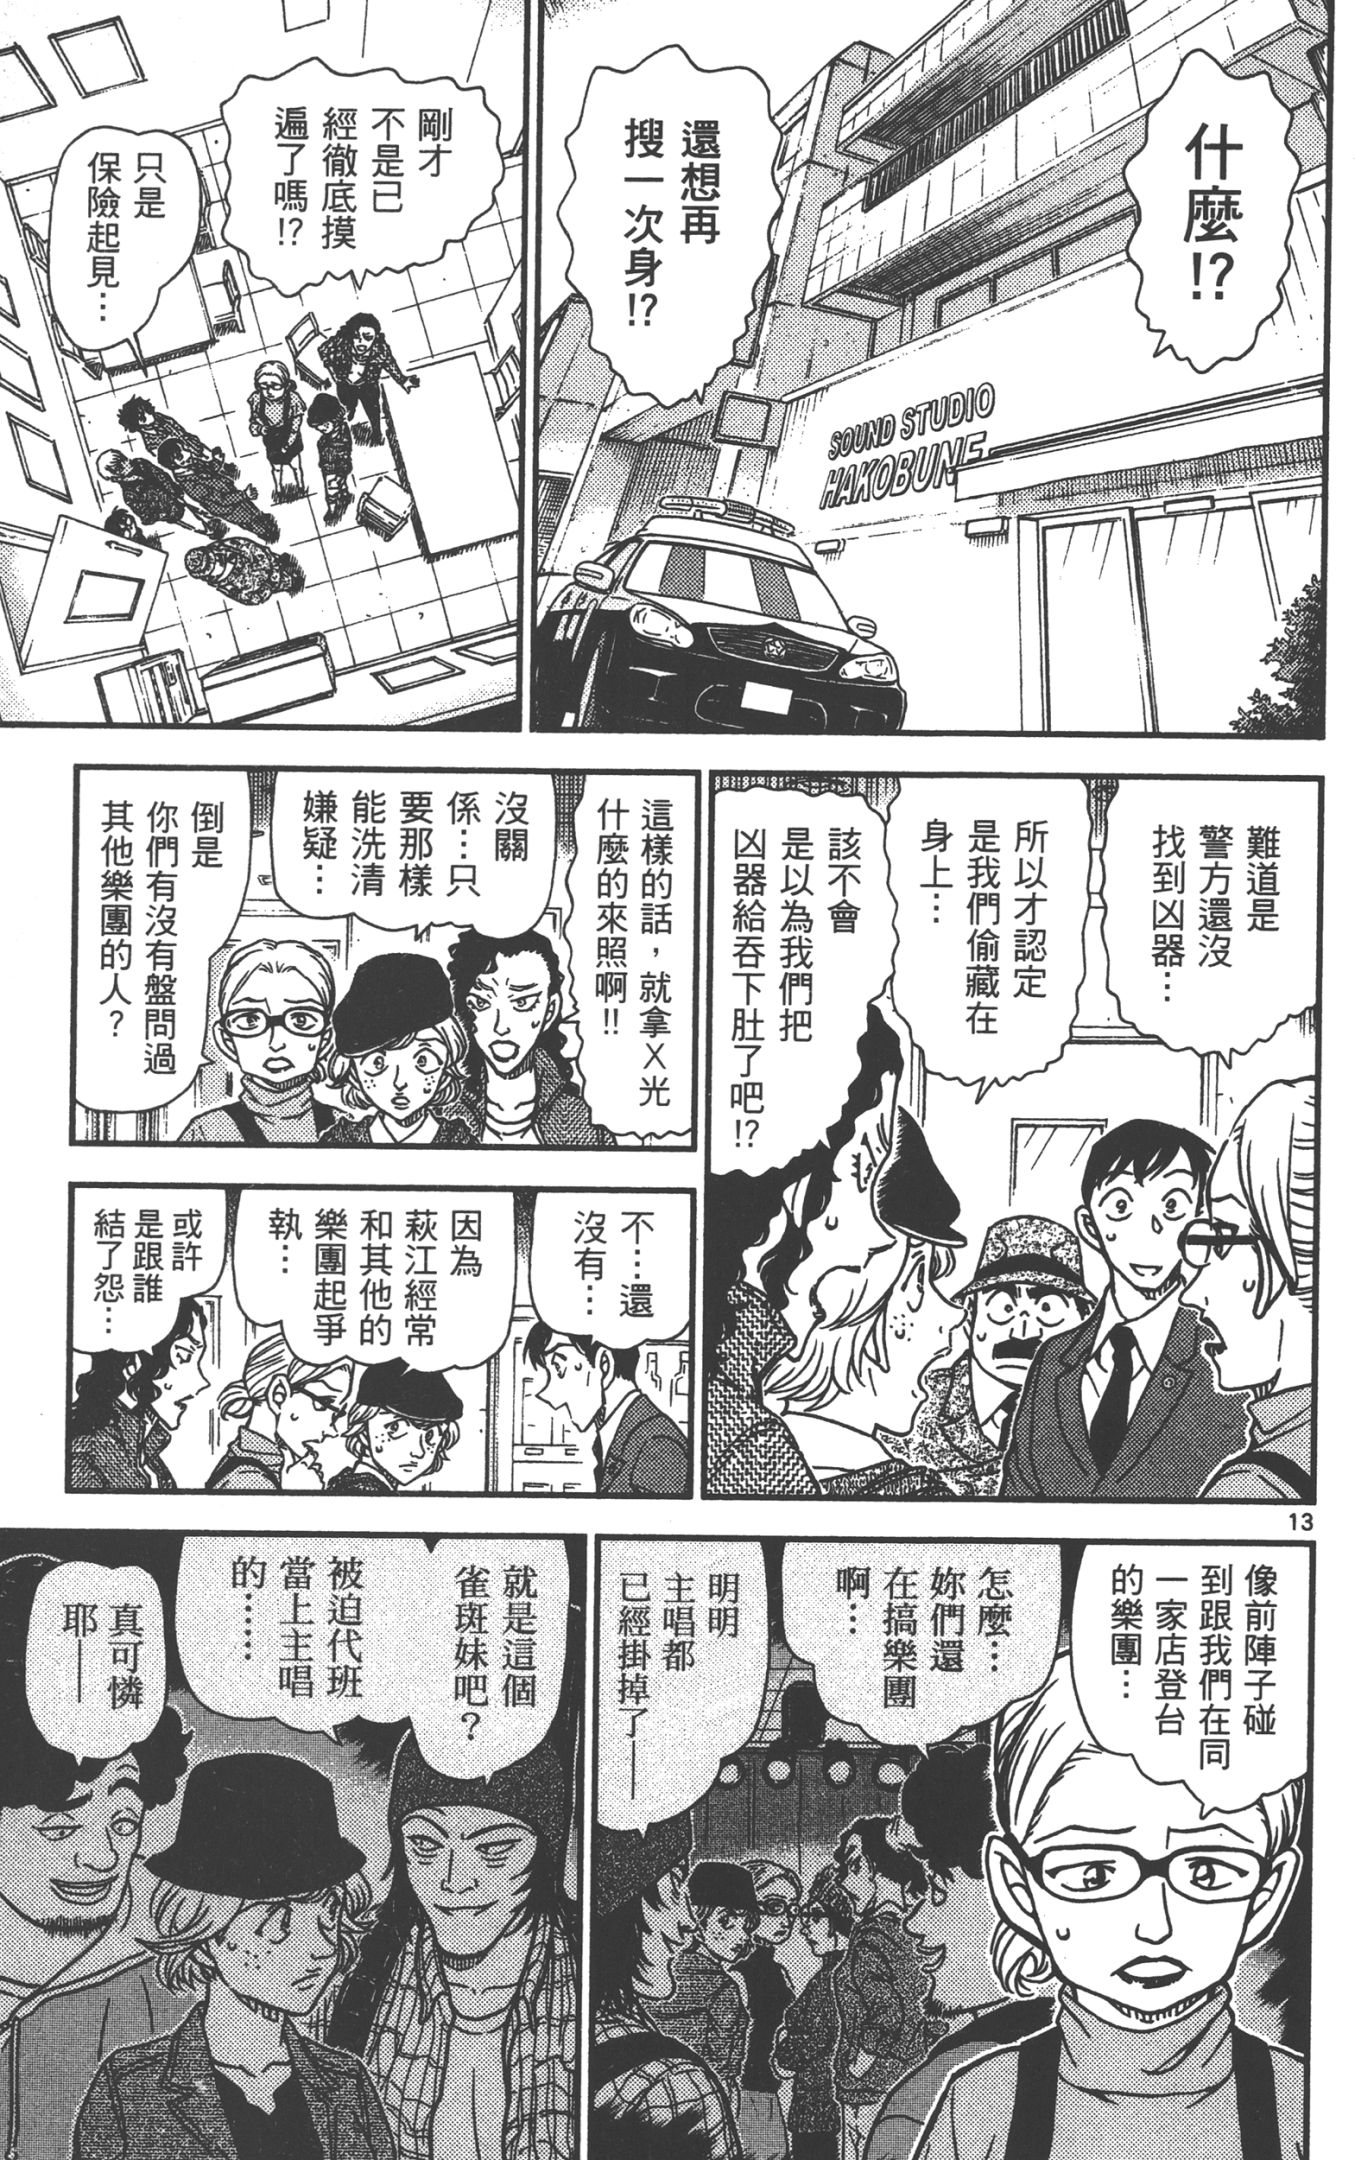 什麼!?
還想再
搜一次身!?
SOUND STUDIO
HAKOBUNE
剛才
不是已
經徹底摸
遍了嗎!?
只是
保險起見…
難道是
警方還沒
找到凶器…
所以才認定
是我們偷藏在
身上…
該不會
是以為我們把
凶器給吞下肚了吧!?
這樣的話，就拿X光
什麼的來照啊!!
沒關
係…只
要那樣
能洗清
嫌疑…
倒是
你們有沒有盤問過
其他樂團的人？
不…還
沒有…
因為
萩江經常
和其他的
樂團起爭
執…
或許
是跟誰
結了怨…
13
像前陣子碰
到跟我們在同
一家店登台
的樂團…
怎麼…
妳們還
在搞樂團
啊…
明明
主唱都
已經掛掉了——
就是這個
雀斑妹吧？
被迫代班
當上主唱
的……
真可憐
耶——